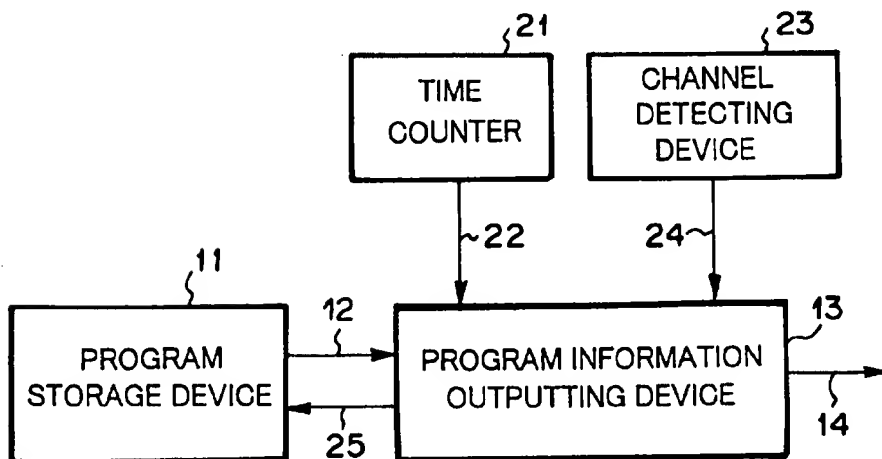 21
23
TIME
COUNTER
CHANNEL
DETECTING
DEVICE
22
24
11
12
13
PROGRAM
STORAGE DEVICE
PROGRAM INFORMATION
OUTPUTTING DEVICE
25
14